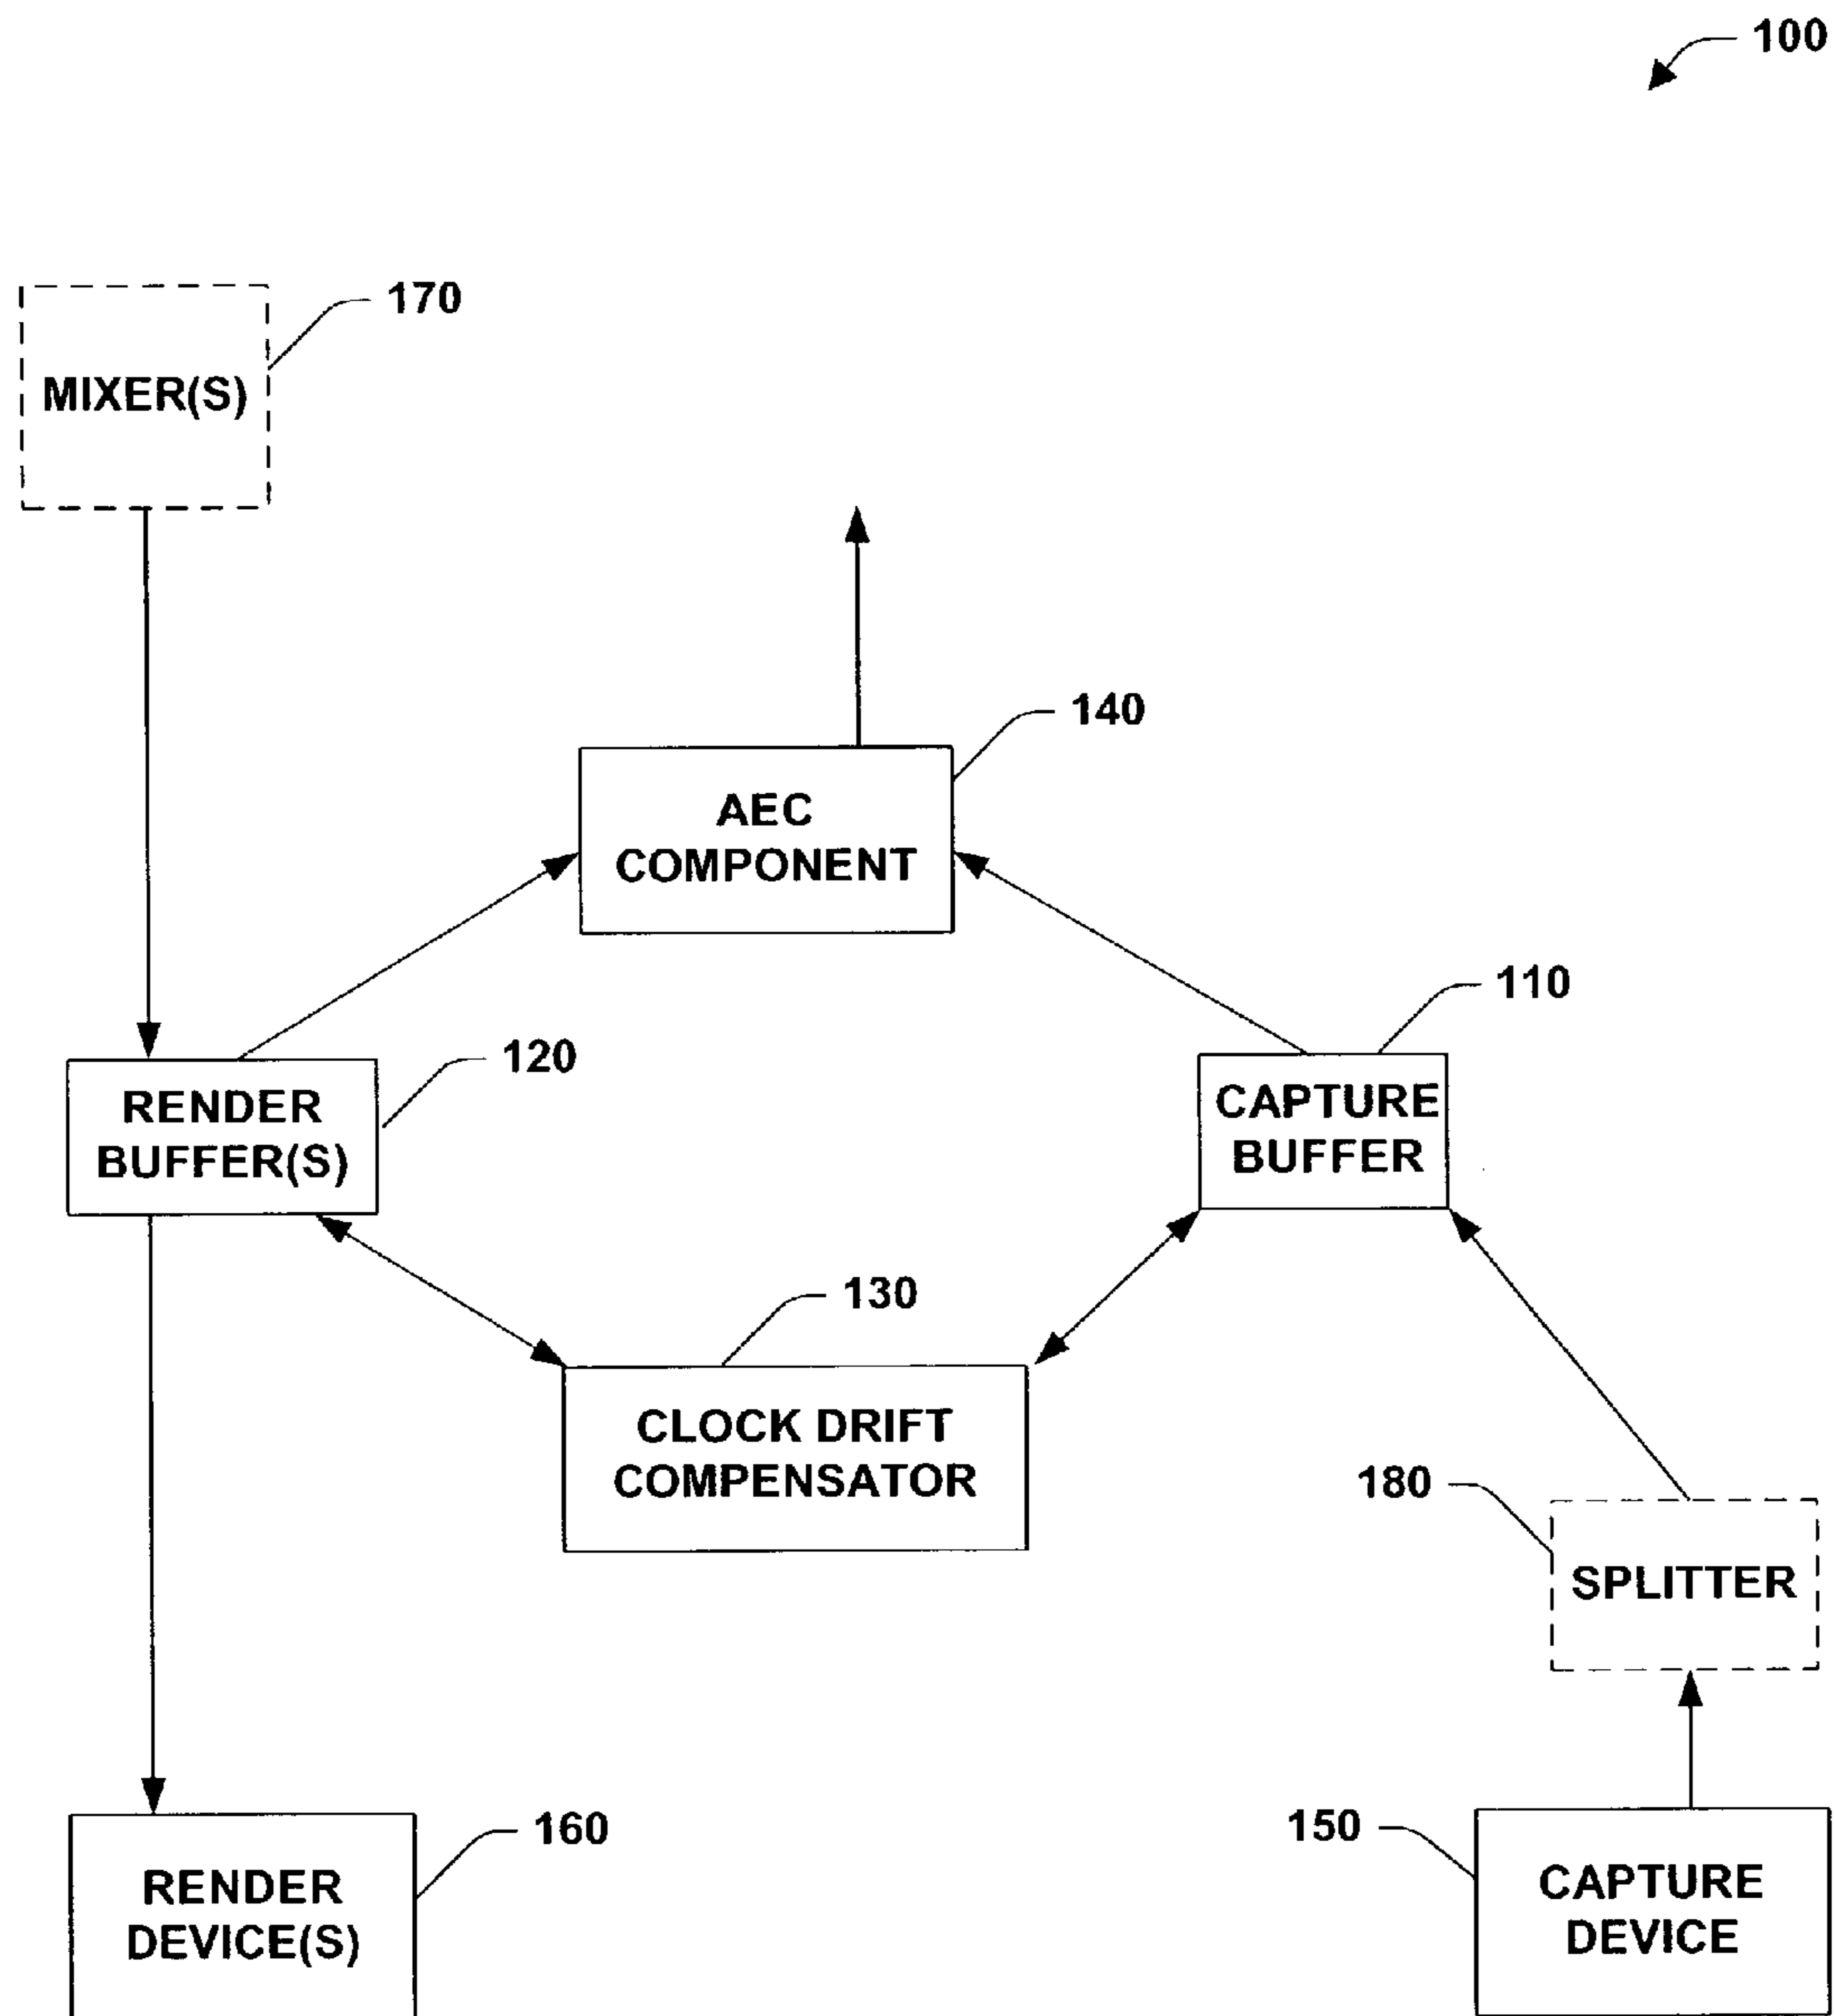 100
170
MIXER(S)
140
AEC
COMPONENT
110
120
RENDER
BUFFER(S)
CAPTURE
BUFFER
130
CLOCK DRIFT
COMPENSATOR
180
SPLITTER
160
150
RENDER
DEVICE(S)
CAPTURE
DEVICE